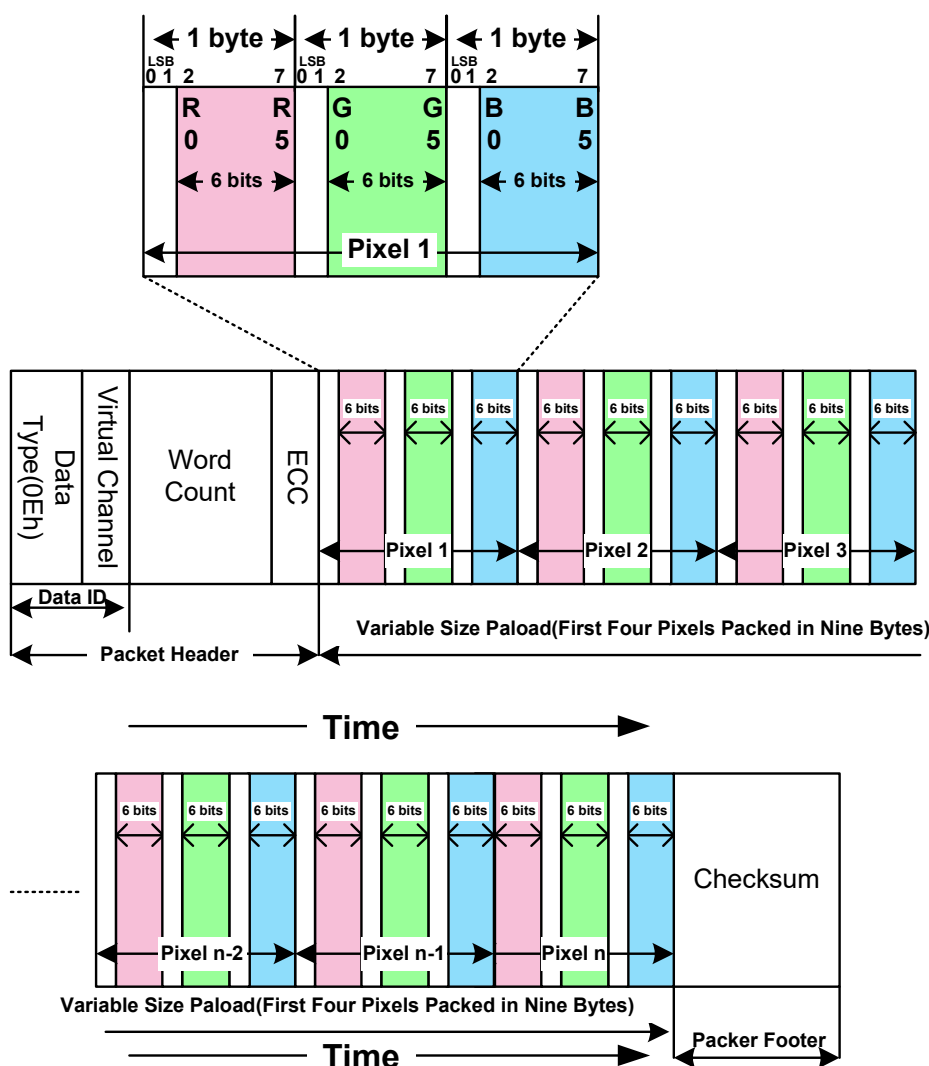 1 byte 1 byte 1 byte
LSB LSB LSB
0 1 2 7 0 1 2 7 0 1 2 7
R R G G B B
0 5 0 5 0 5
6 bits 6 bits 6 bits
Pixel 1
Data Type(0Eh)
Virtual Channel
Word Count
ECC
6 bits 6 bits 6 bits 6 bits 6 bits 6 bits 6 bits 6 bits 6 bits
Pixel 1 Pixel 2 Pixel 3
Data ID
Variable Size Paload(First Four Pixels Packed in Nine Bytes)
Packet Header
Time
6 bits 6 bits 6 bits 6 bits 6 bits 6 bits 6 bits 6 bits 6 bits
Checksum
Pixel n-2 Pixel n-1 Pixel n
Variable Size Paload(First Four Pixels Packed in Nine Bytes)
Packer Footer
Time